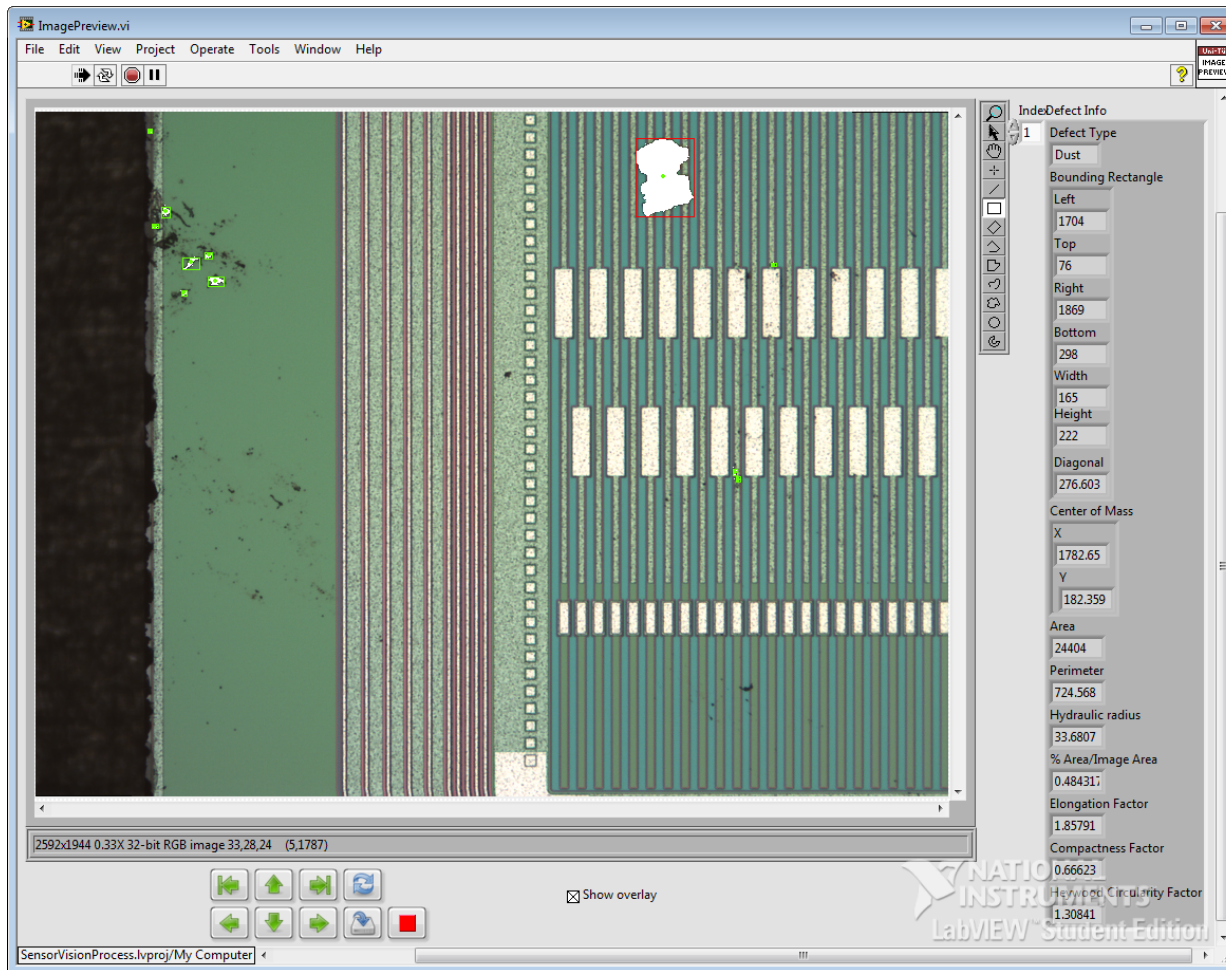 ImagePreview.vi
File Edit View Project Operate Tools Window Help
?
IMAGE
Index Defect Info
1
Defect Type
Dust
Bounding Rectangle
Left
1704
Top
76
Right
1869
Bottom
298
Width
165
Height
222
Diagonal
276.603
Center of Mass
X
1782.65
Y
182.359
Area
24404
Perimeter
724.568
Hydraulic radius
33.6807
% Area/Image Area
0.484317
Elongation Factor
1.85791
Compactness Factor
0.66623
Heywood Circularity Factor
1.30841
2592x1944 0.33X 32-bit RGB image 33,28,24 (5,1787)
Show overlay
NATIONAL
INSTRUMENTS
LabVIEW™ Student Edition
SensorVisionProcess.lvproj/My Computer